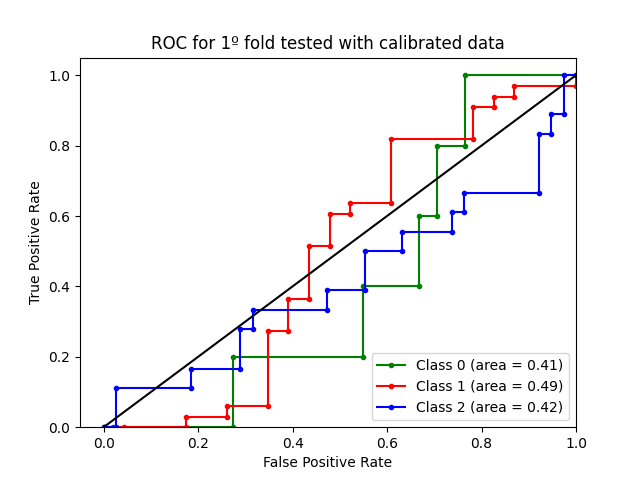 ROC for 1º fold tested with calibrated data
True Positive Rate
1.0
0.8
0.6
0.4
0.2
0.0
Class 0 (area = 0.41)
Class 1 (area = 0.49)
Class 2 (area = 0.42)
0.0 0.2 0.4 0.6 0.8 1.0
False Positive Rate